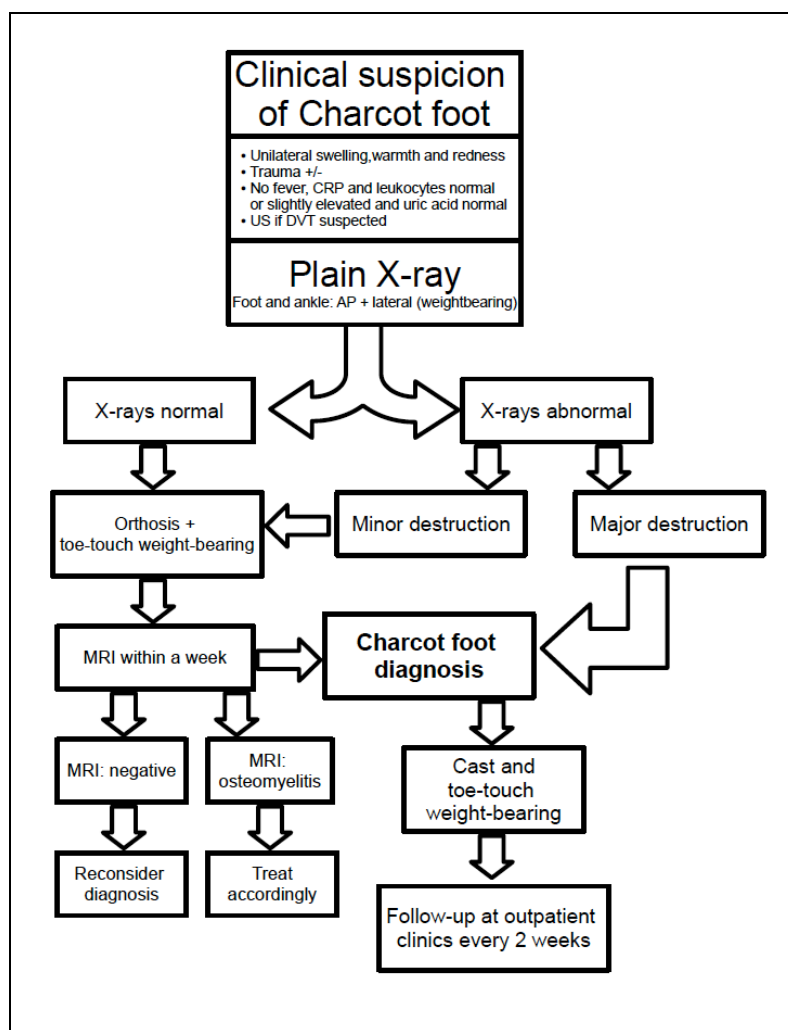 Clinical suspicion
of Charcot foot
• Unilateral swelling,warmth and redness
• Trauma +/-
• No fever, CRP and leukocytes normal
or slightly elevated and uric acid normal
• US if DVT suspected
Plain X-ray
Foot and ankle: AP + lateral (weightbearing)
X-rays normal
X-rays abnormal
Orthosis +
toe-touch weight-bearing
Minor destruction
Major destruction
MRI within a week
Charcot foot
diagnosis
MRI: negative
MRI:
osteomyelitis
Cast and
toe-touch
weight-bearing
Reconsider
diagnosis
Treat
accordingly
Follow-up at outpatient
clinics every 2 weeks